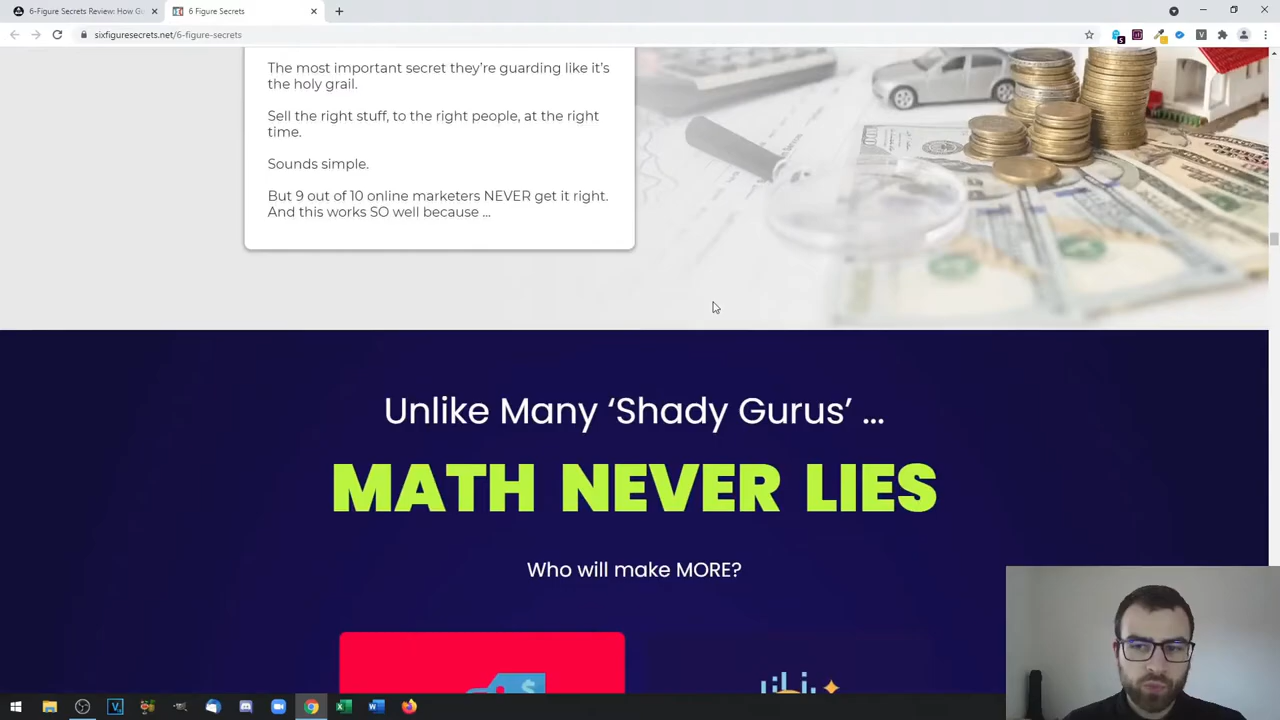 6-Figure Secrets Review: How Gu
6 Figure Secrets
sixfiguresecrets.net/6-figure-secrets
The most important secret they're guarding like it's
the holy grail.
Sell the right stuff, to the right people, at the right
time.
Sounds simple.
But 9 out of 10 online marketers NEVER get it right.
And this works SO well because ...
Unlike Many ‘Shady Gurus’ ...
MATH NEVER LIES
Who will make MORE?